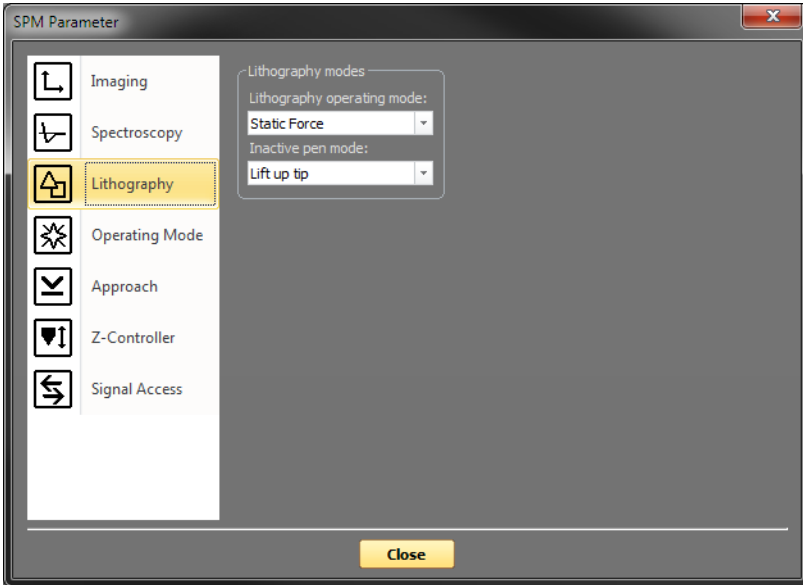 SPM Parameter
Imaging
Spectroscopy
Lithography
Operating Mode
Approach
Z-Controller
Signal Access
Lithography modes
Lithography operating mode:
Static Force
Inactive pen mode:
Lift up tip
Close